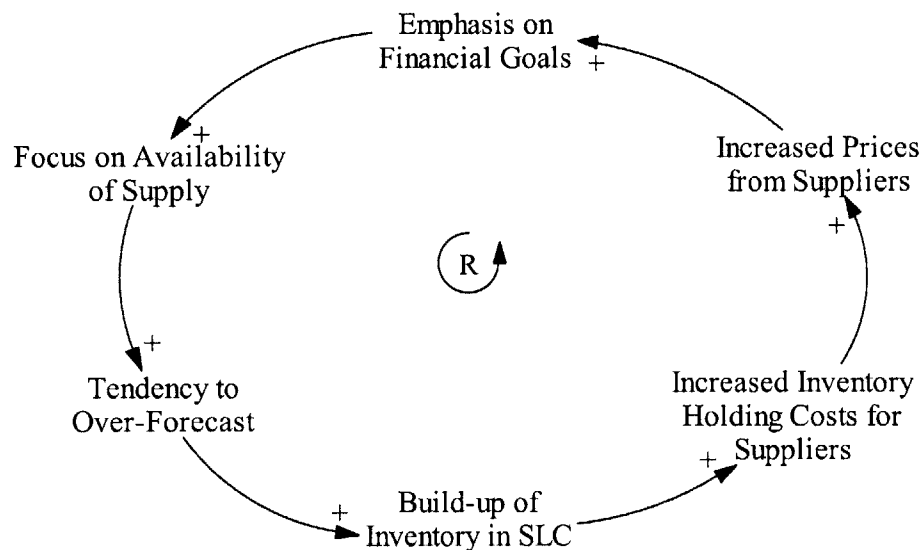 Emphasis on
Financial Goals
+
+
Focus on Availability
of Supply
Increased Prices
from Suppliers
+
R
+
Tendency to
Over-Forecast
Increased Inventory
Holding Costs for
Suppliers
+
+
Build-up of
Inventory in SLC